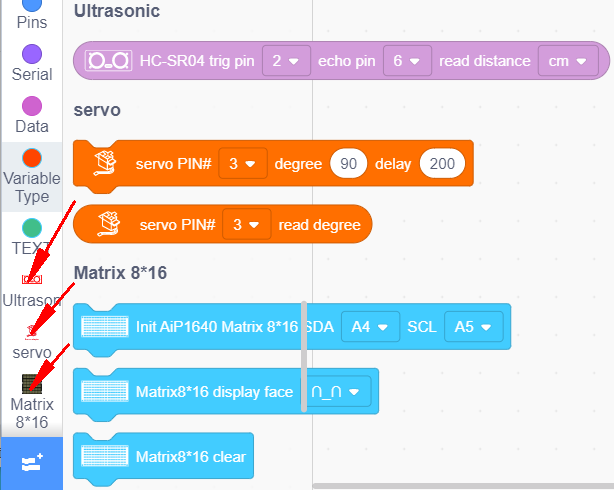 Pins
Serial
Data
Variable
Type
TEXT
Ultrason
servo
Matrix
8*16
Ultrasonic
HC-SR04 trig pin 2 echo pin 6 read distance cm
servo
servo PIN# 3 degree 90 delay 200
servo PIN# 3 read degree
Matrix 8*16
Init AiP1640 Matrix 8*16 SDA A4 SCL A5
Matrix8*16 display face ∩_∩
Matrix8*16 clear